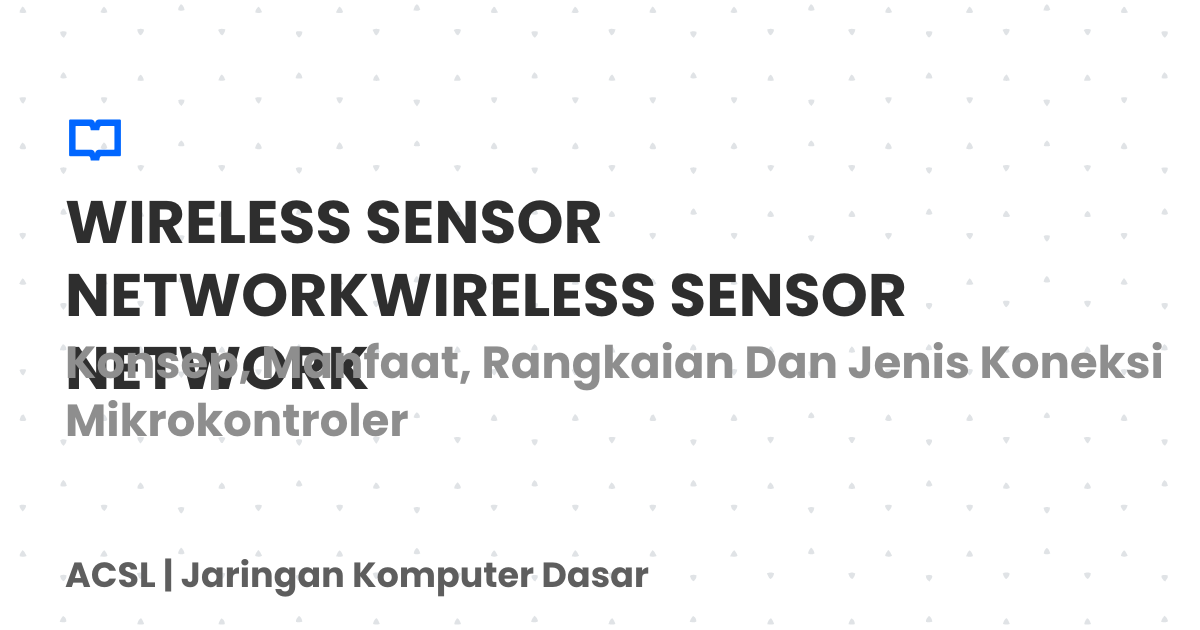 WIRELESS SENSOR
NETWORKWIRELESS SENSOR
NETWORK
Konsep, Manfaat, Rangkaian Dan Jenis Koneksi
Mikrokontroler
ACSL | Jaringan Komputer Dasar